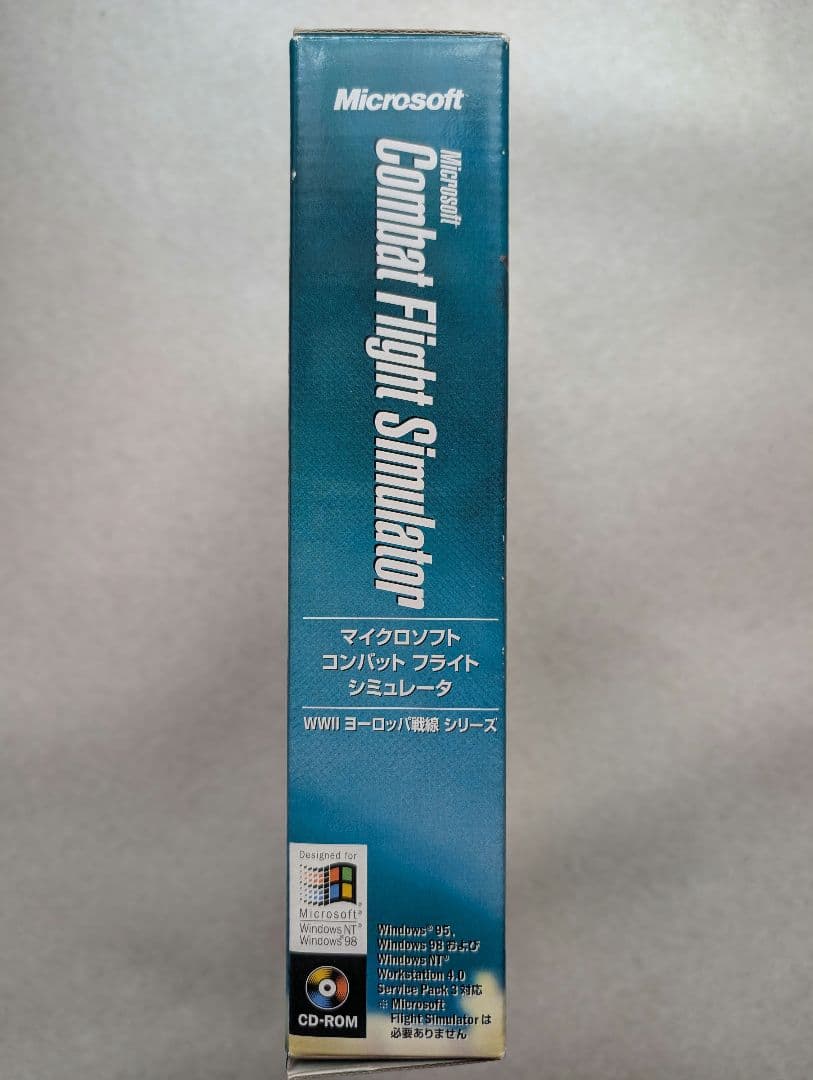 Microsoft
Microsoft
Combat Flight Simulator
マイクロソフト
コンバット フライト
シミュレータ
WWII ヨーロッパ戦線 シリーズ
Designed for
Microsoft®
Windows NT®
Windows®98
CD-ROM
Windows® 95、
Windows 98 および
Windows NT®
Workstation 4.0
Service Pack 3 対応
※ Microsoft
Flight Simulator は
必要ありません